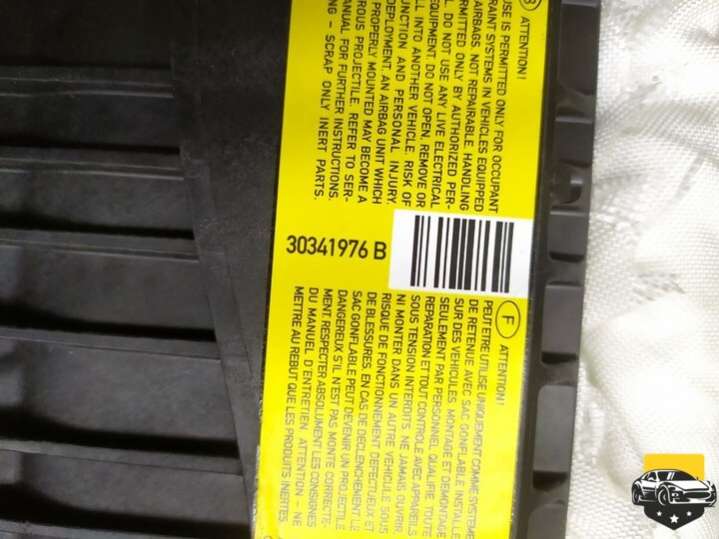 B ATTENTION!
USE IS PERMITTED ONLY FOR OCCUPANT
RAINT SYSTEMS IN VEHICLES EQUIPPED
AIRBAGS. NOT REPAIRABLE. HANDLING
RMITTED ONLY BY AUTHORIZED PER-
L. DO NOT USE ANY LIVE ELECTRICAL
EQUIPMENT. DO NOT OPEN, REMOVE OR
LL INTO ANOTHER VEHICLE. RISK OF
UNCTION AND PERSONAL INJURY.
DEPLOYMENT, AN AIRBAG UNIT WHICH
PROPERLY MOUNTED MAY BECOME A
ROUS PROJECTILE. REFER TO SER-
ANUAL FOR FURTHER INSTRUCTIONS.
NG - SCRAP ONLY INERT PARTS.
30341976 B
F ATTENTION!
PEUT ETRE UTILISE UNIQUEMENT COMME SYSTEME
DE RETENUE AVEC SAC GONFLABLE INSTALLE
SUR DES VEHICULES. MONTAGE ET DEMONTAGE
SEULEMENT PAR PERSONNEL QUALIFIE. TOUTE
REPARATION ET TOUT CONTROLE AVEC APPAREILS
SOUS TENSION INTERDITS. NE JAMAIS OUVRIR,
NI MONTER DANS UN AUTRE VEHICULE SOUS
RISQUE DE FONCTIONNEMENT DEFECTUEUX ET
DE BLESSURES. EN CAS DE DECLENCHEMENT, LE
SAC GONFLABLE PEUT DEVENIR UN PROJECTILE
DANGEREUX S'IL N'EST PAS MONTE CORRECTE-
MENT. RESPECTER ABSOLUMENT LES CONSIGNES
DU MANUEL D'ENTRETIEN. ATTENTION - NE
METTRE AU REBUT QUE LES PRODUITS INERTES.